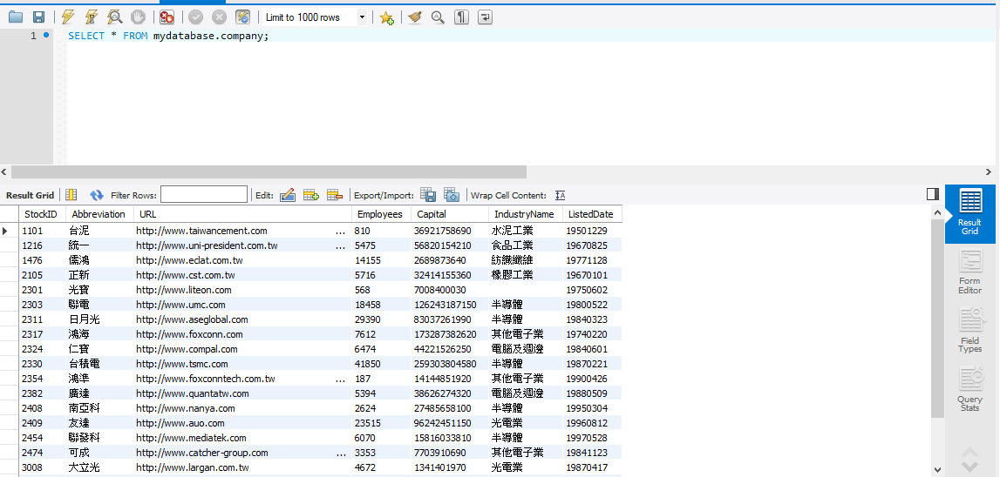 Limit to 1000 rows
1 SELECT * FROM mydatabase.company;
Result Grid Filter Rows: Edit: Export/Import: Wrap Cell Content:
StockID Abbreviation URL Employees Capital IndustryName ListedDate
1101 台泥 http://www.taiwancement.com ... 810 36921758690 水泥工業 19501229
1216 統一 http://www.uni-president.com.tw ... 5475 56820154210 食品工業 19670825
1476 儒鴻 http://www.eclat.com.tw 14155 2689873640 紡織纖維 19771128
2105 正新 http://www.cst.com.tw 5716 32414155360 橡膠工業 19670101
2301 光寶 http://www.liteon.com 568 7008400030 19750602
2303 聯電 http://www.umc.com 18458 126243187150 半導體 19800522
2311 日月光 http://www.aseglobal.com 29390 83037261990 半導體 19840323
2317 鴻海 http://www.foxconn.com 7612 173287382620 其他電子業 19740220
2324 仁寶 http://www.compal.com 6474 44221526250 電腦及週邊 19840601
2330 台積電 http://www.tsmc.com 41850 259303804580 半導體 19870221
2354 鴻準 http://www.foxconntech.com.tw ... 187 14144851920 其他電子業 19900426
2382 廣達 http://www.quantatw.com 5394 38626274320 電腦及週邊 19880509
2408 南亞科 http://www.nanya.com 2624 27485658100 半導體 19950304
2409 友達 http://www.auo.com 23515 96242451150 光電業 19960812
2454 聯發科 http://www.mediatek.com 6070 15816033810 半導體 19970528
2474 可成 http://www.catcher-group.com ... 3353 7703910690 其他電子業 19841123
3008 大立光 http://www.largan.com.tw 4672 1341401970 光電業 19870417
Result
Grid
Form
Editor
Field
Types
Query
Stats